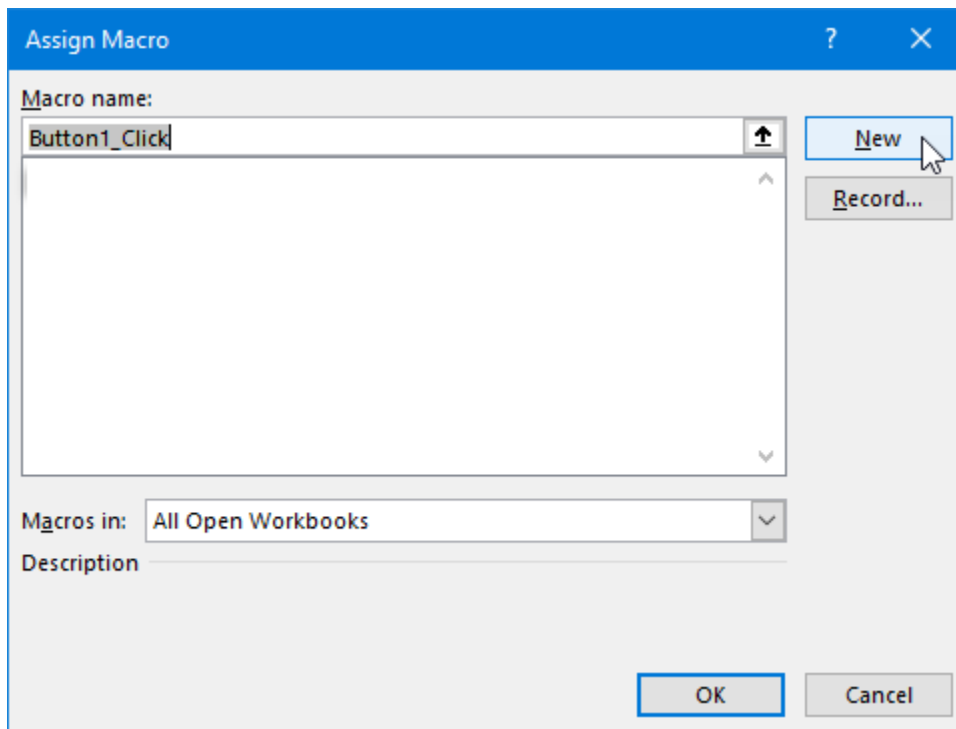 Assign Macro
?
Macro name:
Button1_Click
New
Record...
Macros in:
All Open Workbooks
Description
OK
Cancel